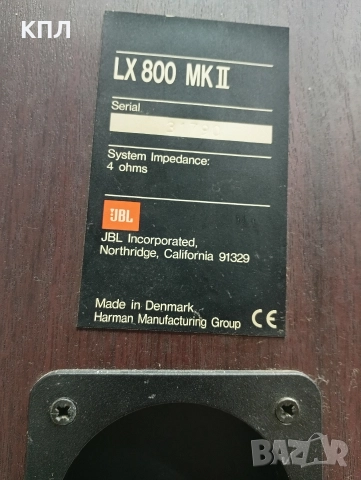 КПЛ
LX 800 MK II
Serial
System Impedance:
4 ohms
JBL
JBL Incorporated,
Northridge, California 91329
Made in Denmark
Harman Manufacturing Group CE
BAZAR